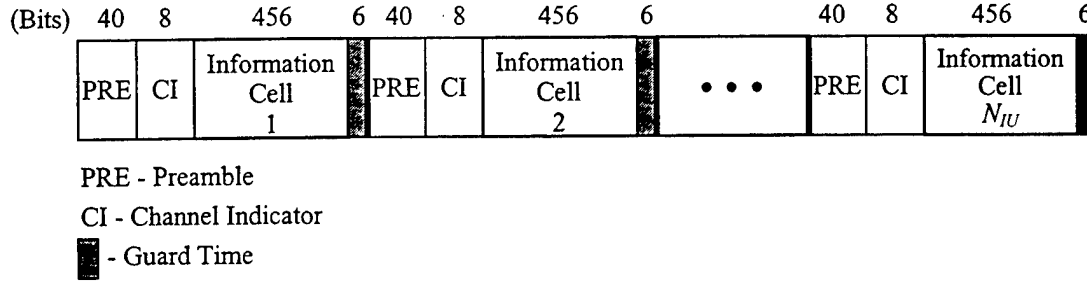 (Bits) 40 8 456 6 40 8 456 6 40 8 456 6
PRE CI Information Cell 1 PRE CI Information Cell 2 • • • PRE CI Information Cell N_IU
PRE - Preamble
CI - Channel Indicator
- Guard Time